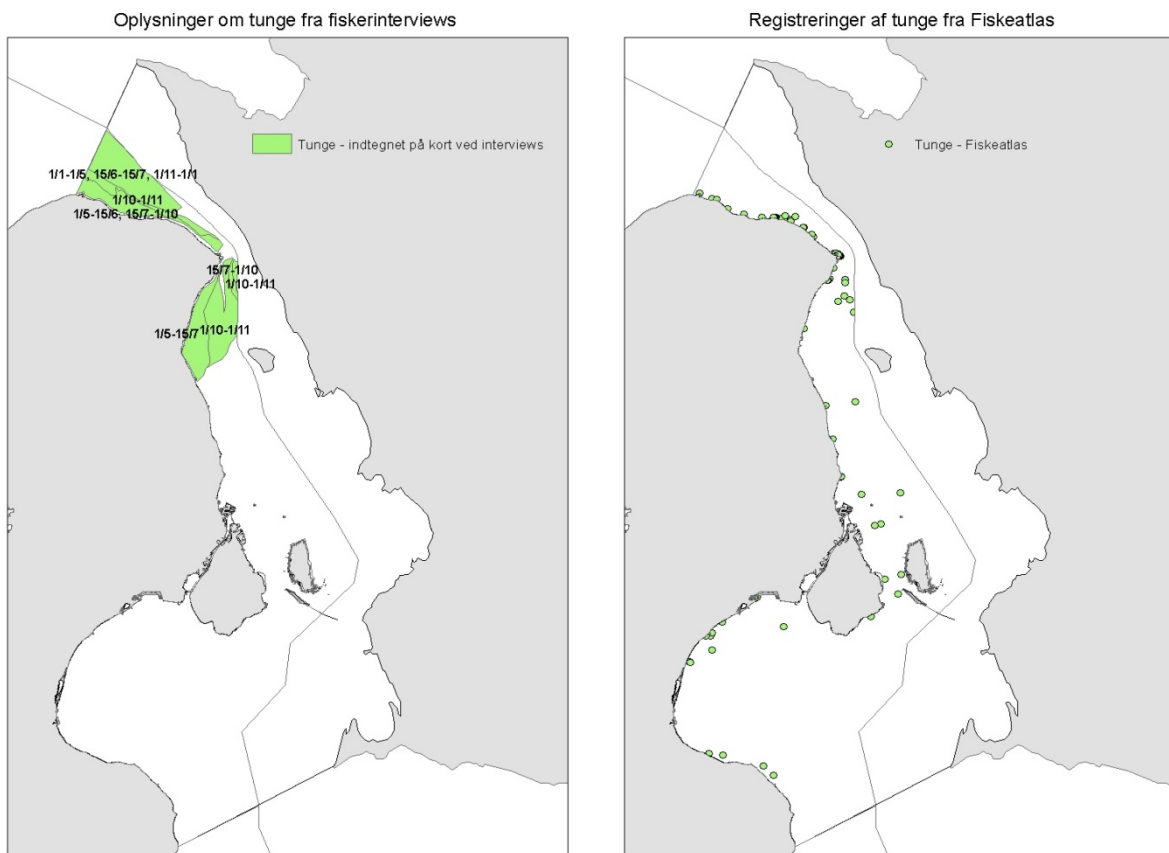 Oplysninger om tunge fra fiskerinterviews
Tunge - indtegnet på kort ved interviews
1/1-1/5, 15/6-15/7, 1/11-1/1
1/10-1/11
1/5-15/6, 15/7-1/10
15/7-1/10
1/10-1/11
1/5-15/7
1/10-1/11
Registreringer af tunge fra Fiskeatlas
Tunge - Fiskeatlas